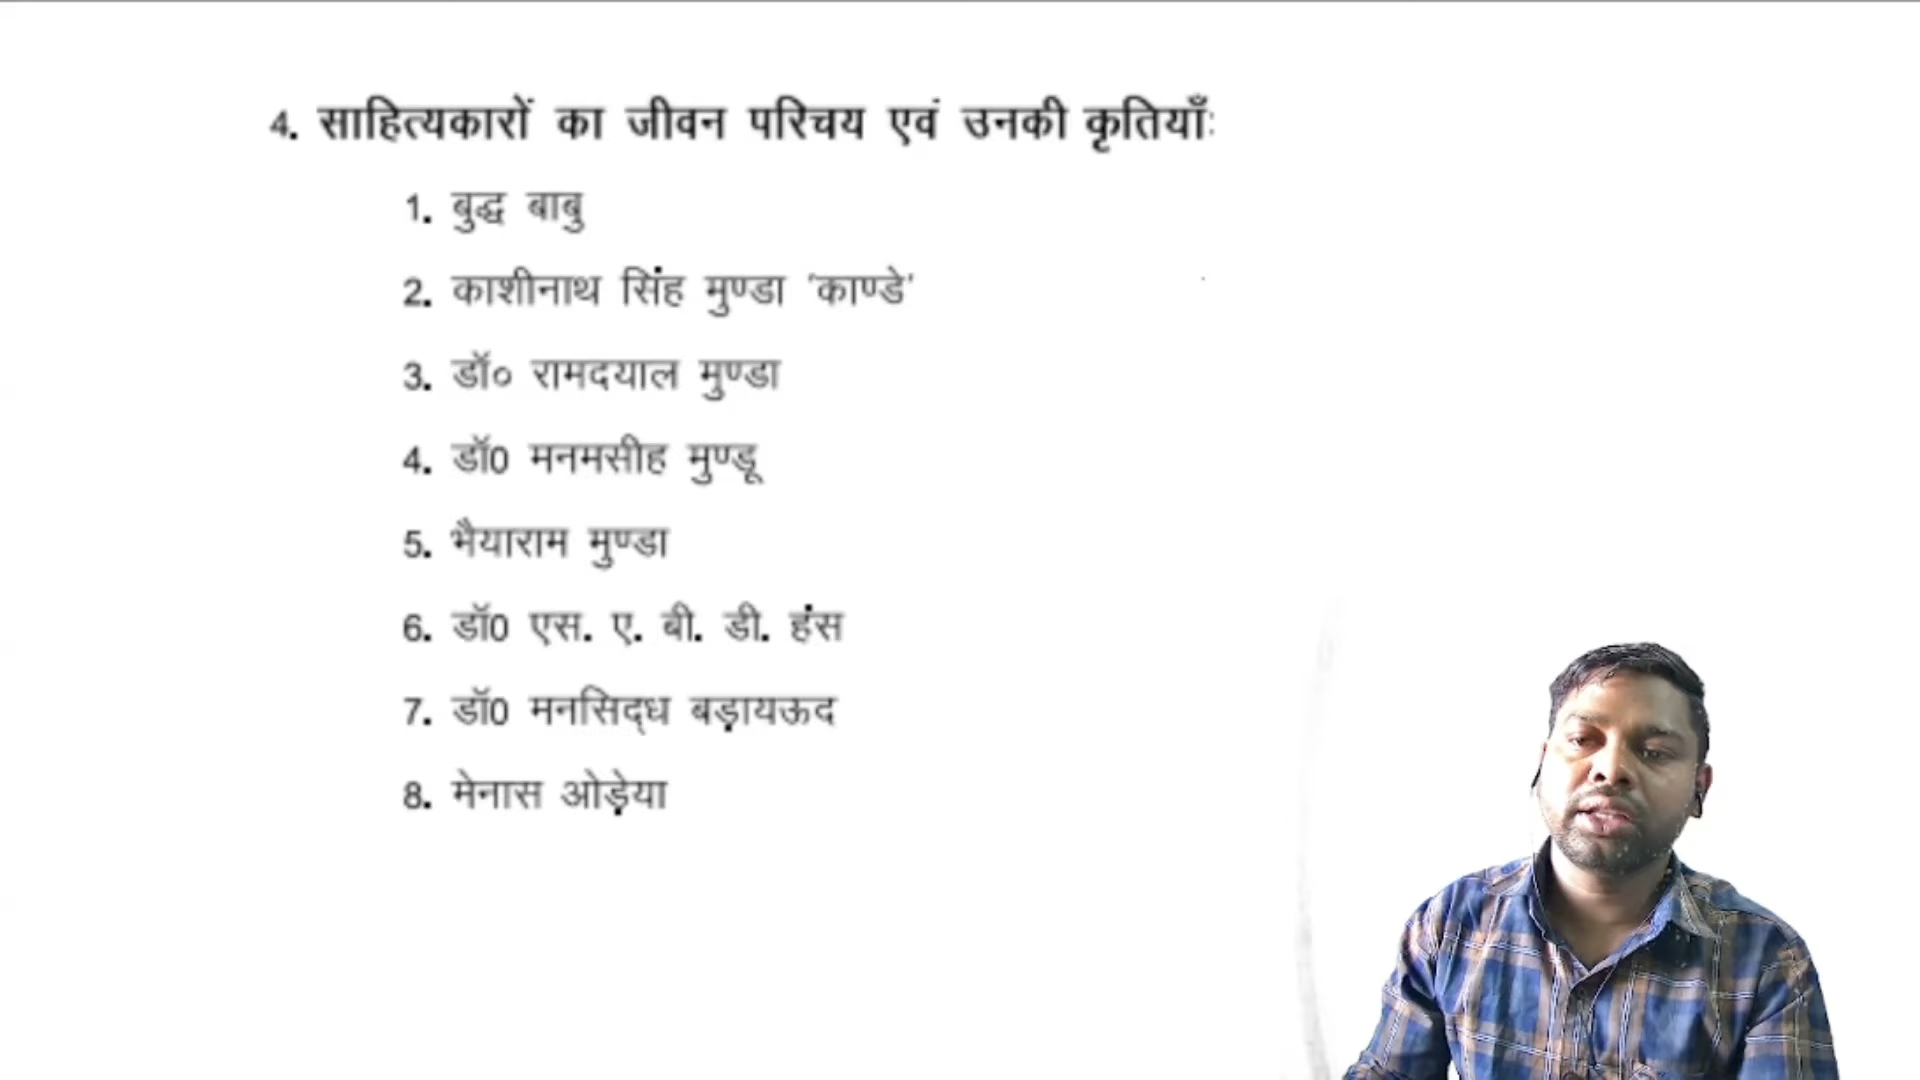 4. साहित्यकारों का जीवन परिचय एवं उनकी कृतियाँः
1. बुद्ध बाबु
2. काशीनाथ सिंह मुण्डा 'काण्डे'
3. डॉ० रामदयाल मुण्डा
4. डॉ0 मनमसीह मुण्डू
5. भैयाराम मुण्डा
6. डॉ0 एस. ए. बी. डी. हंस
7. डॉ0 मनसिद्ध बड़ायऊद
8. मेनास ओड़ेया